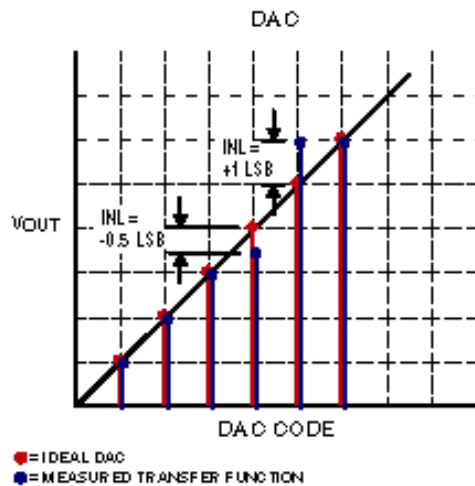 DAC
INL =
+1 LSB
INL =
-0.5 LSB
VOUT
DAC CODE
= IDEAL DAC
= MEASURED TRANSFER FUNCTION